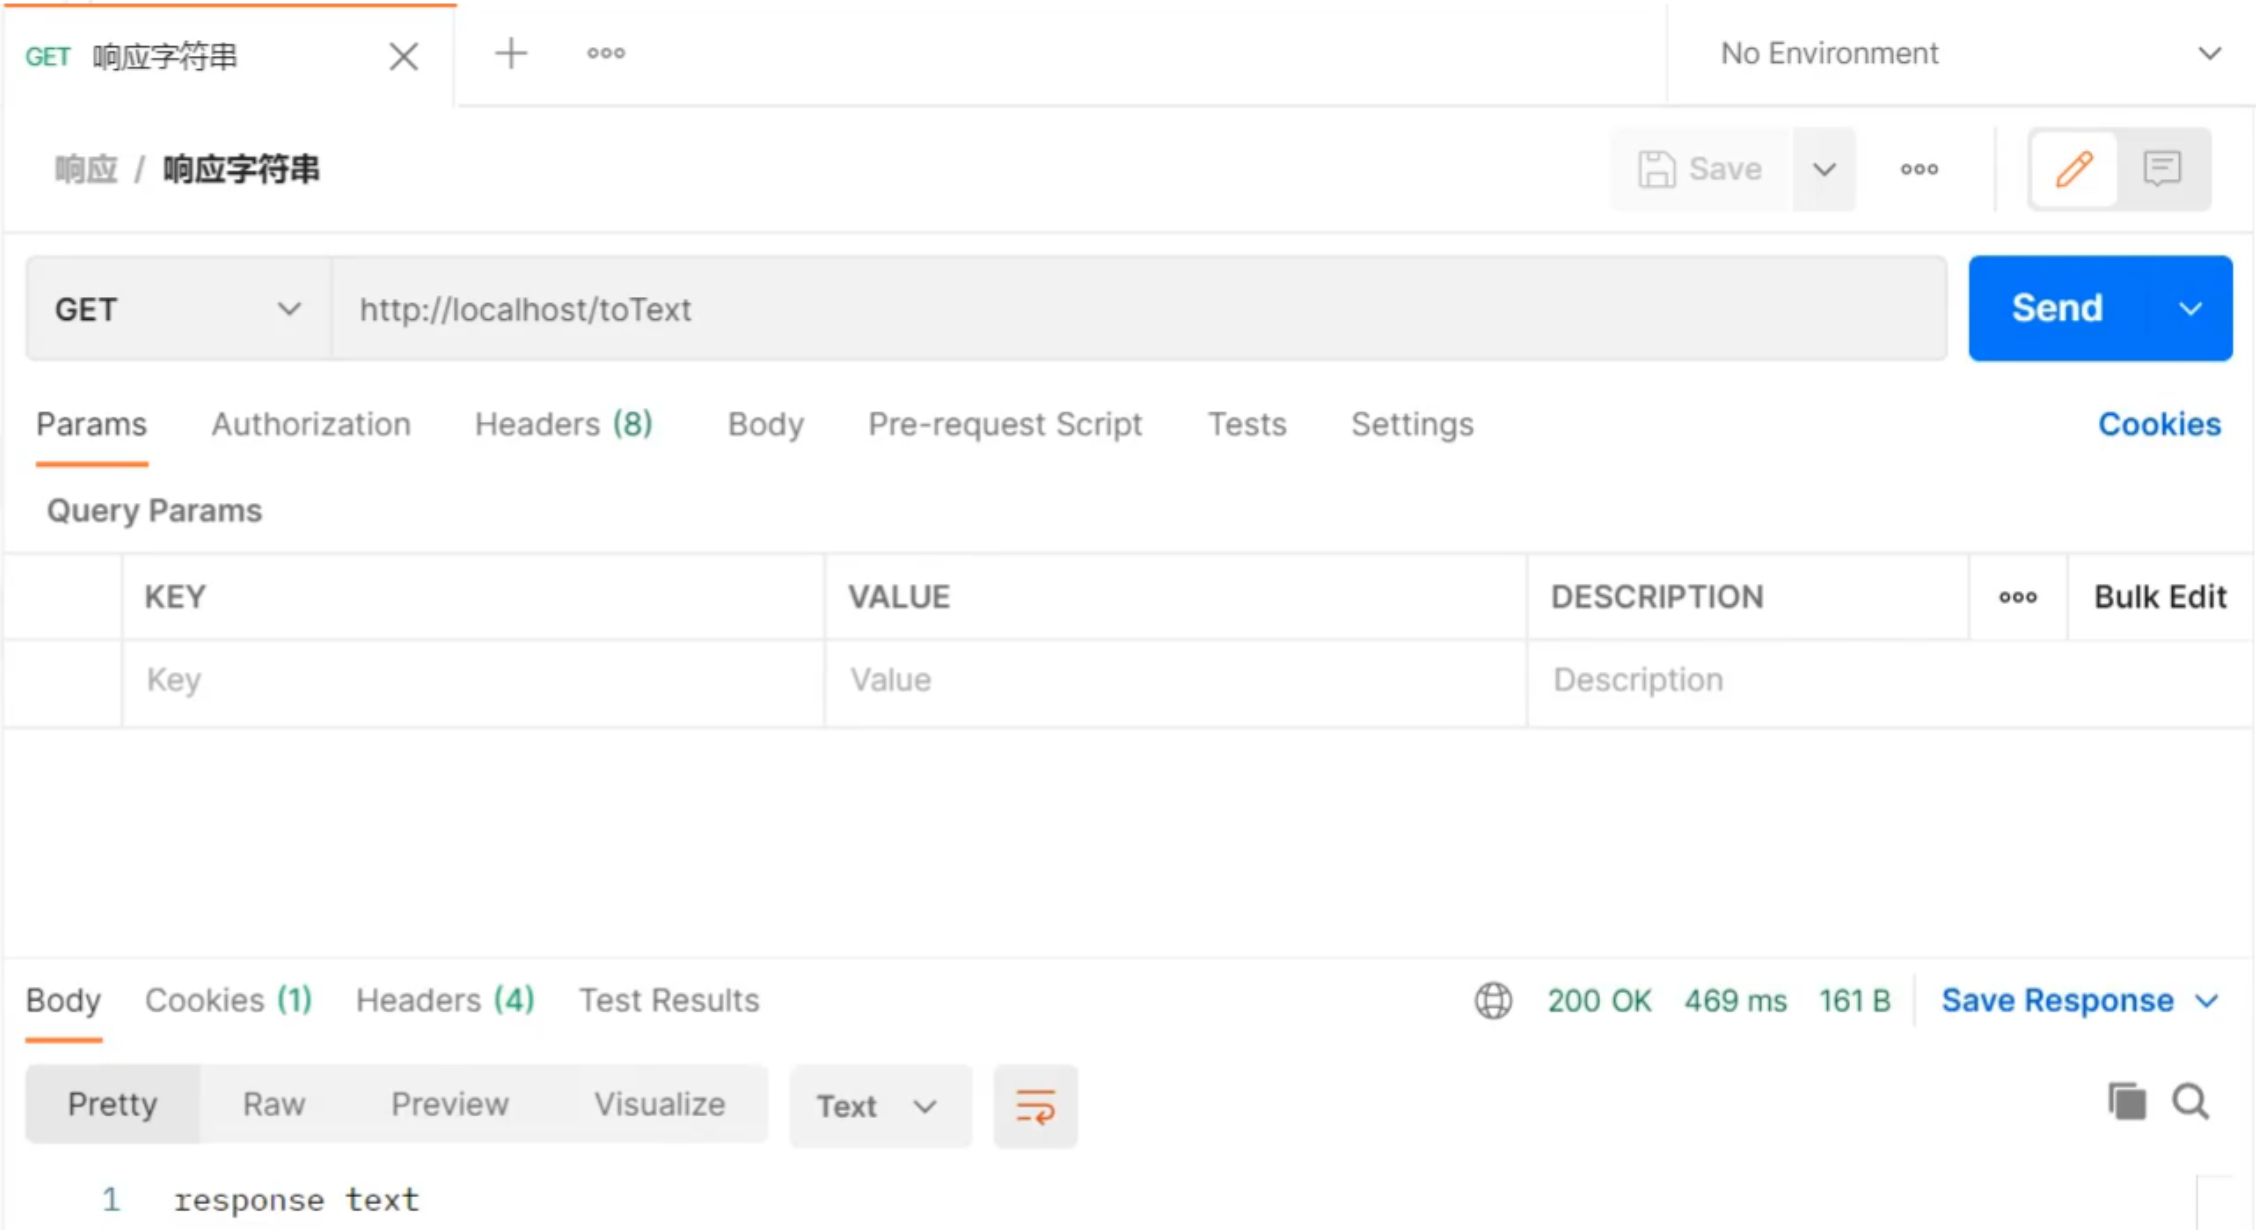 GET 响应字符串
No Environment
响应 / 响应字符串
Save
GET http://localhost/toText Send
Params Authorization Headers (8) Body Pre-request Script Tests Settings Cookies
Query Params
KEY VALUE DESCRIPTION Bulk Edit
Key Value Description
Body Cookies (1) Headers (4) Test Results 200 OK 469 ms 161 B Save Response
Pretty Raw Preview Visualize Text
1 response text